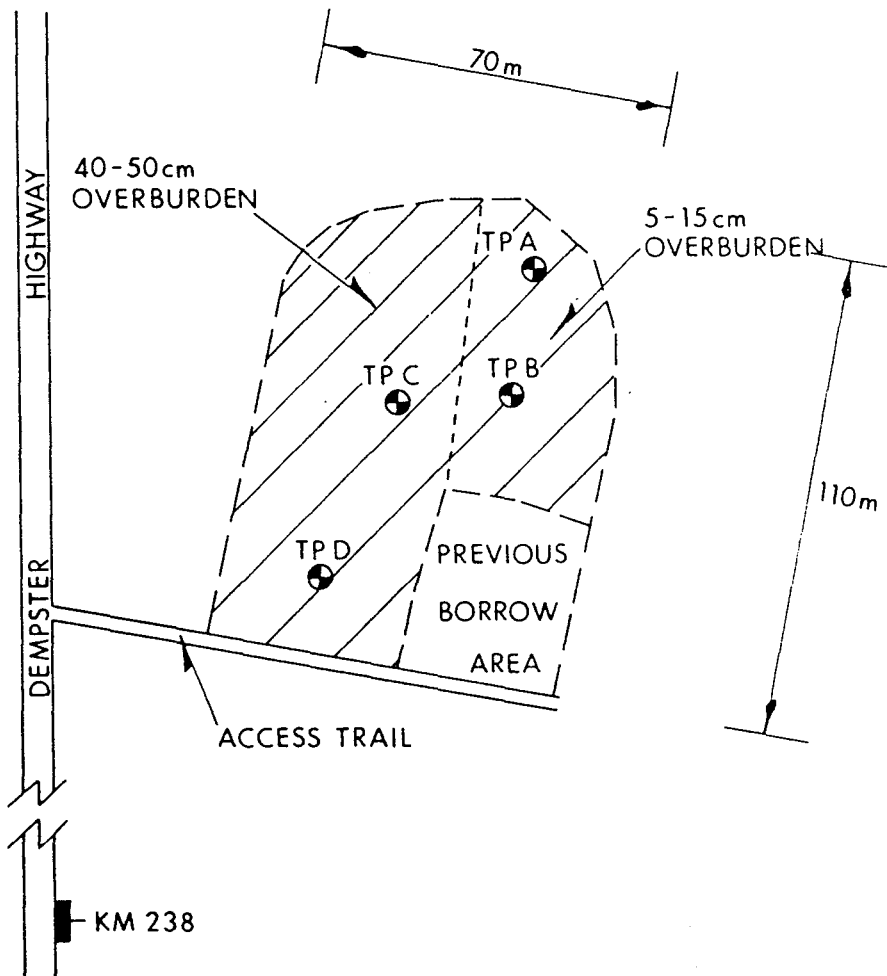 70m
40-50cm
OVERBURDEN
5-15cm
OVERBURDEN
TP A
TP B
TP C
TP D
110m
PREVIOUS
BORROW
AREA
HIGHWAY
DEMPSTER
ACCESS TRAIL
KM 238